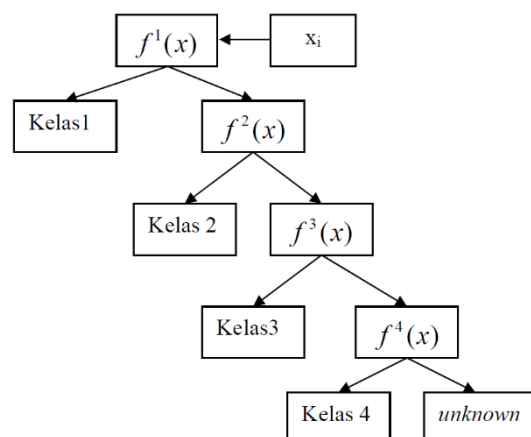 f¹(x)
xᵢ
Kelas1
f²(x)
Kelas 2
f³(x)
Kelas3
f⁴(x)
Kelas 4
unknown